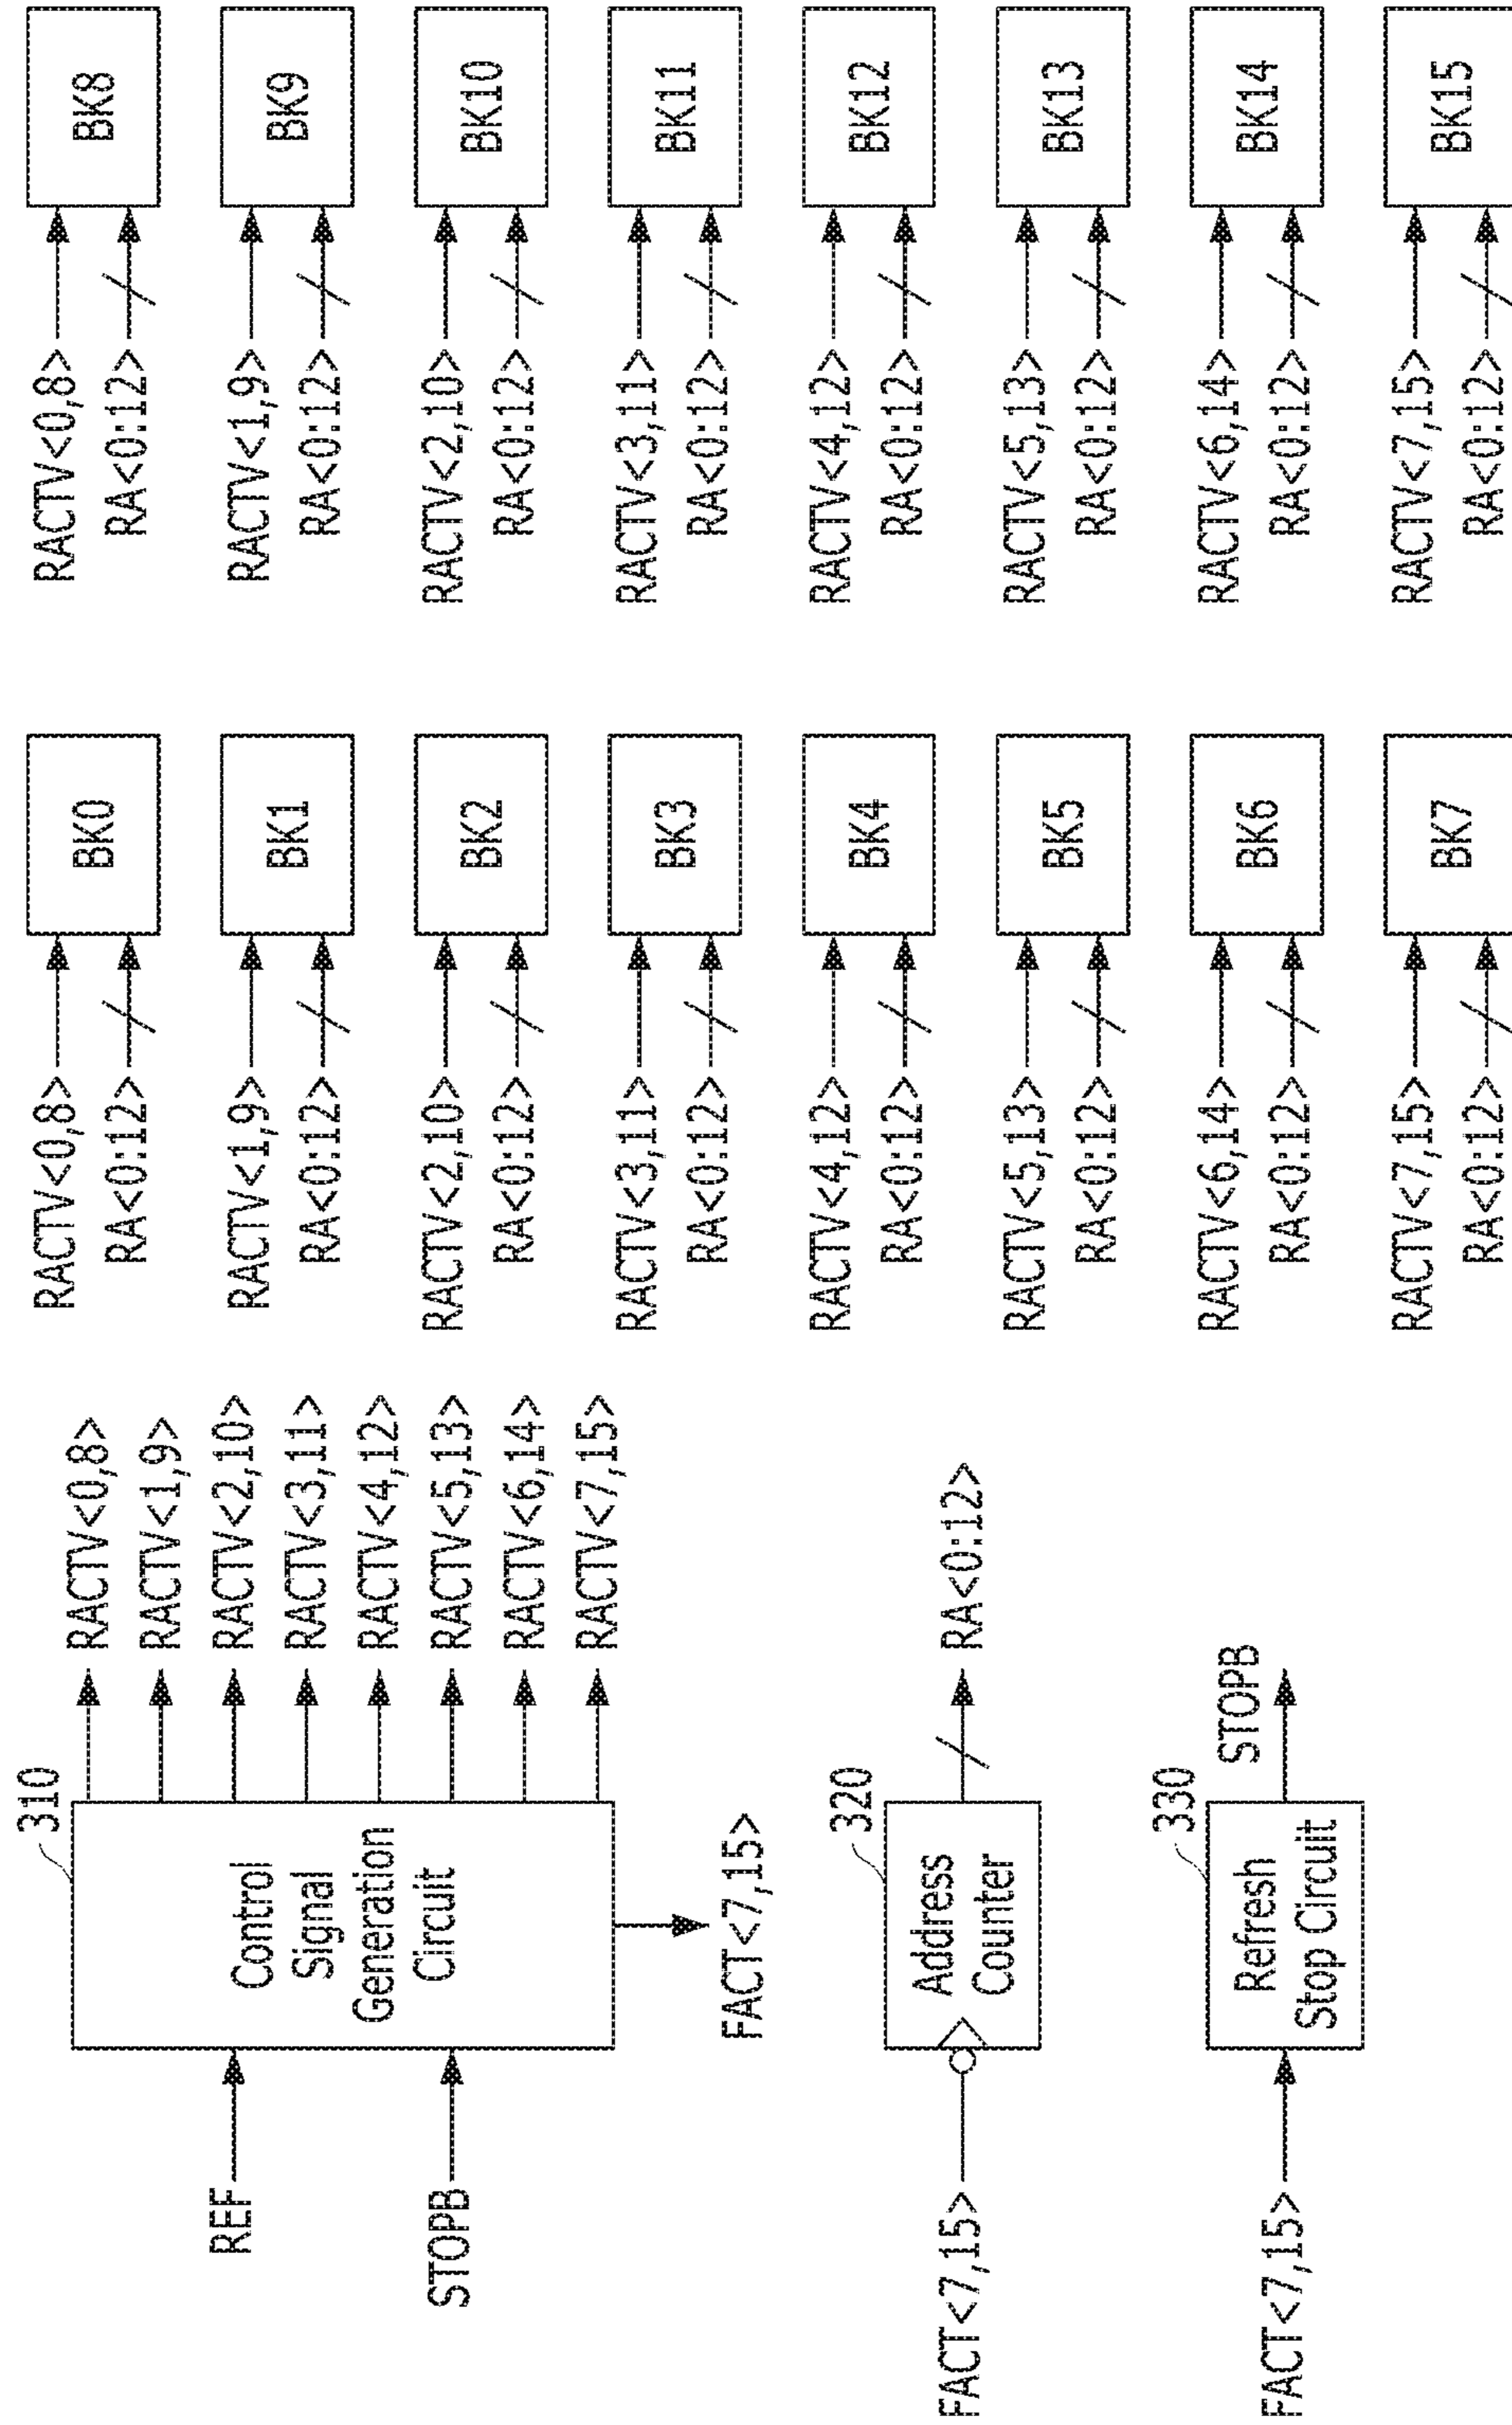 310
REF
STOPB
Control
Signal
Generation
Circuit
RACTV<0,8>
RACTV<1,9>
RACTV<2,10>
RACTV<3,11>
RACTV<4,12>
RACTV<5,13>
RACTV<6,14>
RACTV<7,15>
FACT<7,15>
320
FACT<7,15>
Address
Counter
RA<0:12>
330
FACT<7,15>
Refresh
Stop Circuit
STOPB
RACTV<0,8>
RA<0:12>
BK0
RACTV<1,9>
RA<0:12>
BK1
RACTV<2,10>
RA<0:12>
BK2
RACTV<3,11>
RA<0:12>
BK3
RACTV<4,12>
RA<0:12>
BK4
RACTV<5,13>
RA<0:12>
BK5
RACTV<6,14>
RA<0:12>
BK6
RACTV<7,15>
RA<0:12>
BK7
RACTV<0,8>
RA<0:12>
BK8
RACTV<1,9>
RA<0:12>
BK9
RACTV<2,10>
RA<0:12>
BK10
RACTV<3,11>
RA<0:12>
BK11
RACTV<4,12>
RA<0:12>
BK12
RACTV<5,13>
RA<0:12>
BK13
RACTV<6,14>
RA<0:12>
BK14
RACTV<7,15>
RA<0:12>
BK15